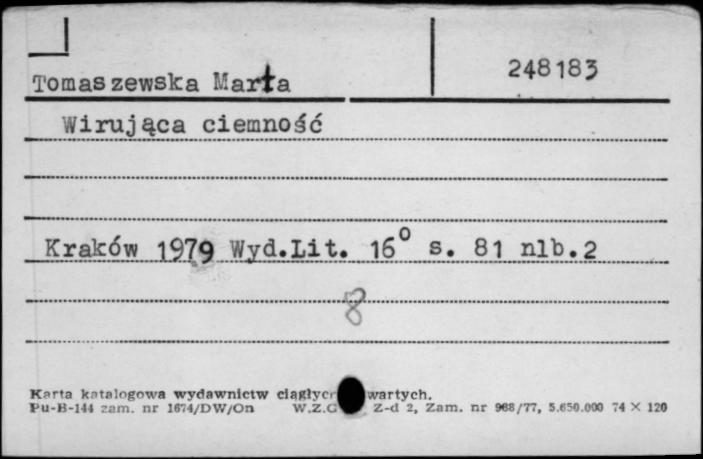 248183
Tomaszewska Marta
Wirująca ciemność
Kraków 1979 Wyd.Lit. 16° s. 81 nlb.2
8
Karta katalogowa wydawnictw wartych.
Pu-B-144 zam. nr 1674/DW/On W.Z.G Z-d 2, Zam. nr 968/77, 5.650.000 74 × 120